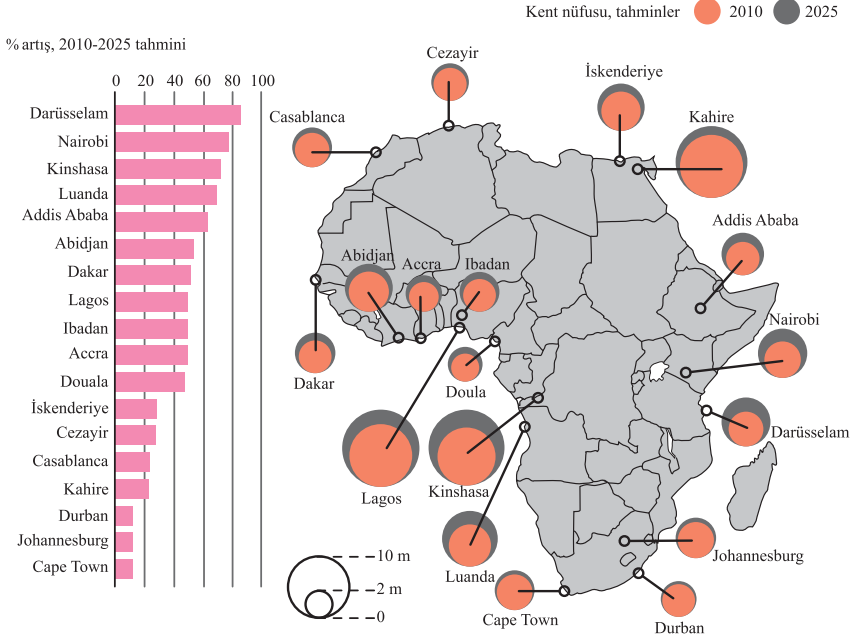 Kent nüfusu, tahminler 2010 2025
% artış, 2010-2025 tahmini
0 20 40 60 80 100
Darüsselam
Nairobi
Kinshasa
Luanda
Addis Ababa
Abidjan
Dakar
Lagos
Ibadan
Accra
Douala
İskenderiye
Cezayir
Casablanca
Kahire
Durban
Johannesburg
Cape Town
Cezayir
İskenderiye
Casablanca
Kahire
Addis Ababa
Abidjan
Accra
Ibadan
Nairobi
Dakar
Doula
Darüsselam
Lagos
Kinshasa
Luanda
Johannesburg
Cape Town
Durban
10 m
2 m
0